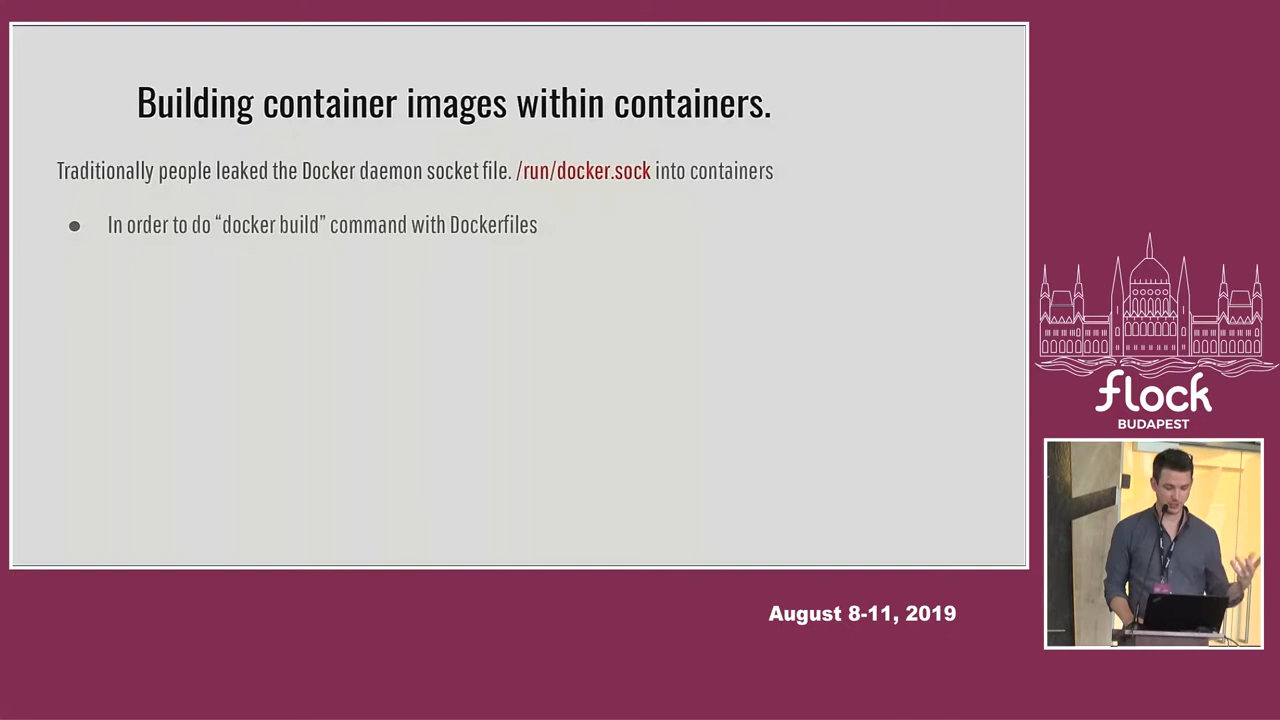 Building container images within containers.
Traditionally people leaked the Docker daemon socket file. /run/docker.sock into containers
● In order to do “docker build” command with Dockerfiles
flock
BUDAPEST
August 8-11, 2019